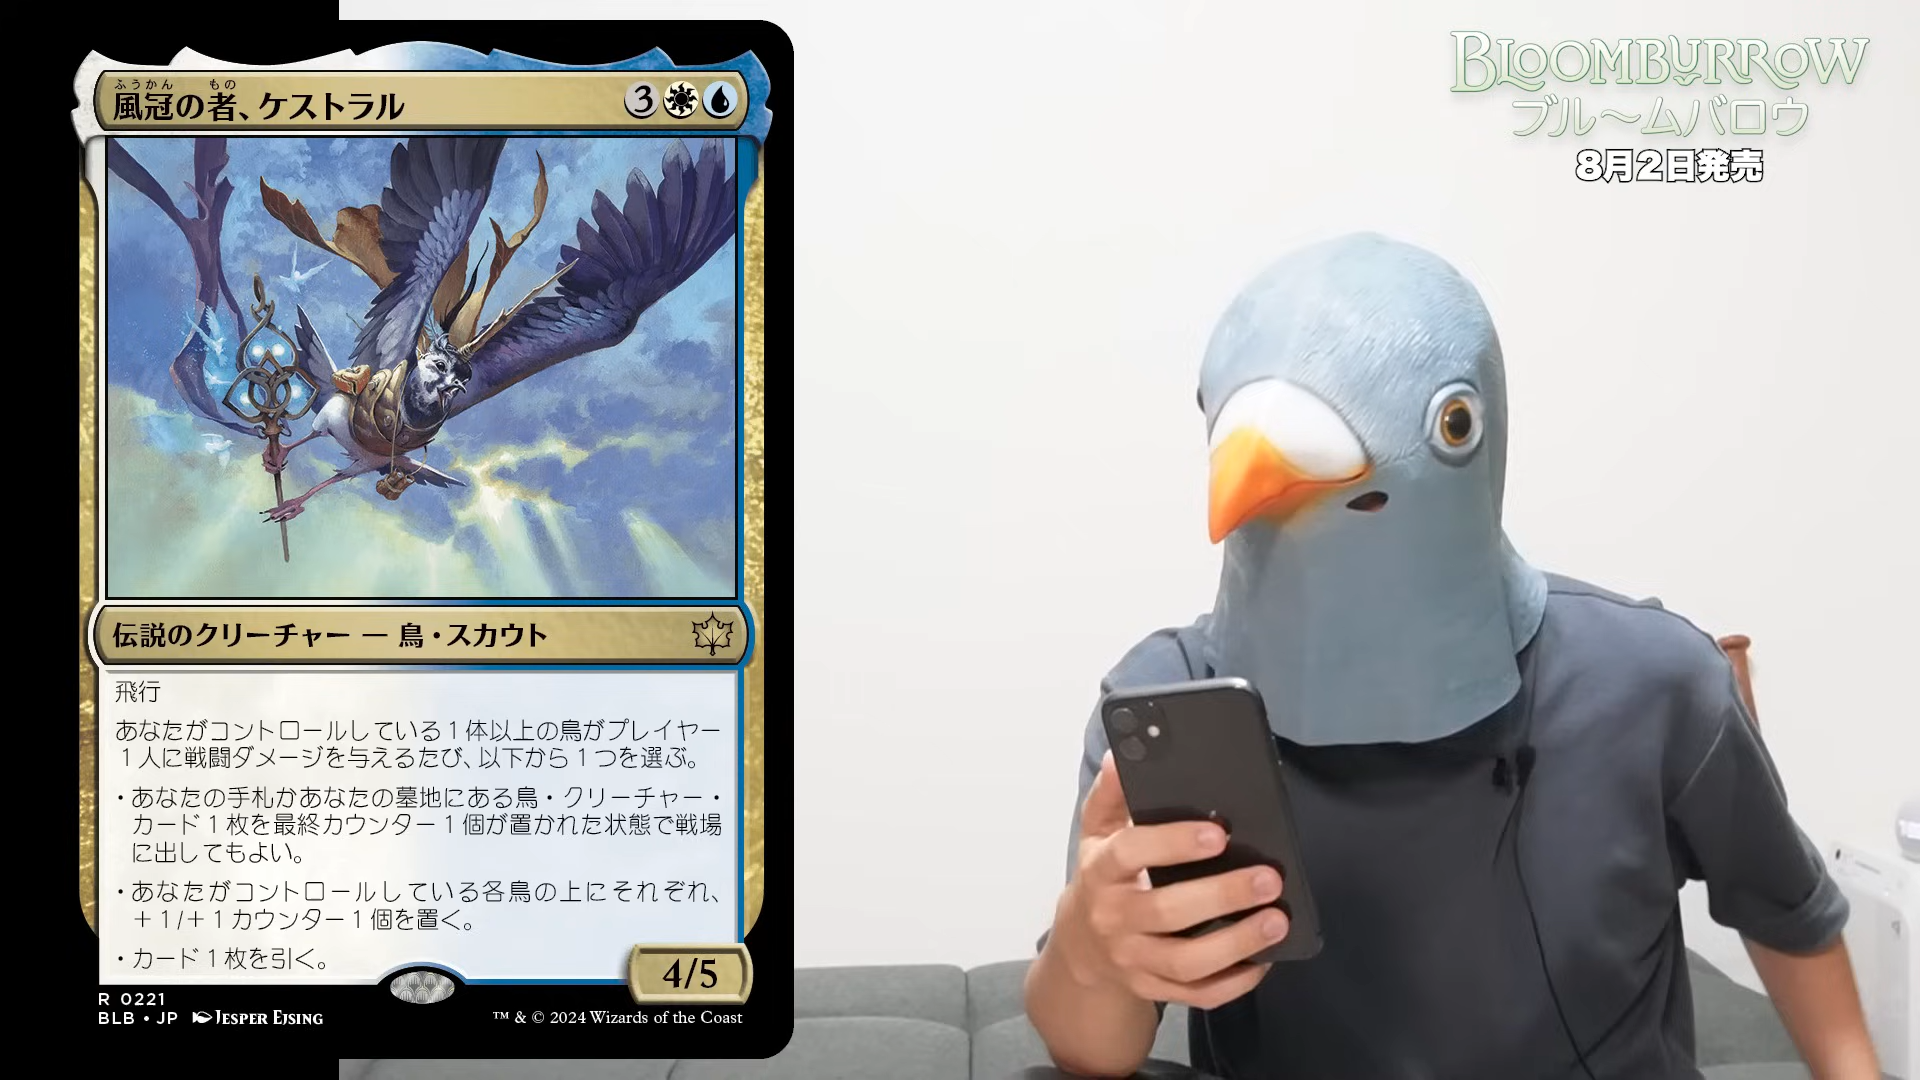 ふうかん もの
風冠の者、ケストラル
3
伝説のクリーチャー — 鳥・スカウト
飛行
あなたがコントロールしている1体以上の鳥がプレイヤー
1人に戦闘ダメージを与えるたび、以下から1つを選ぶ。
・あなたの手札かあなたの墓地にある鳥・クリーチャー・
カード1枚を最終カウンター1個が置かれた状態で戦場
に出してもよい。
・あなたがコントロールしている各鳥の上にそれぞれ、
+1/+1カウンター1個を置く。
・カード1枚を引く。
4/5
R 0221
BLB • JP JESPER EJSING
™ & © 2024 Wizards of the Coast
BLOOMBURROW
ブルームバロウ
8月2日発売